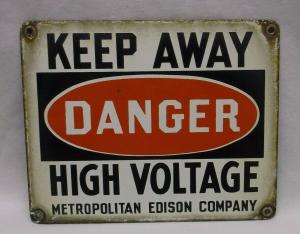 KEEP AWAY
DANGER
HIGH VOLTAGE
METROPOLITAN EDISON COMPANY